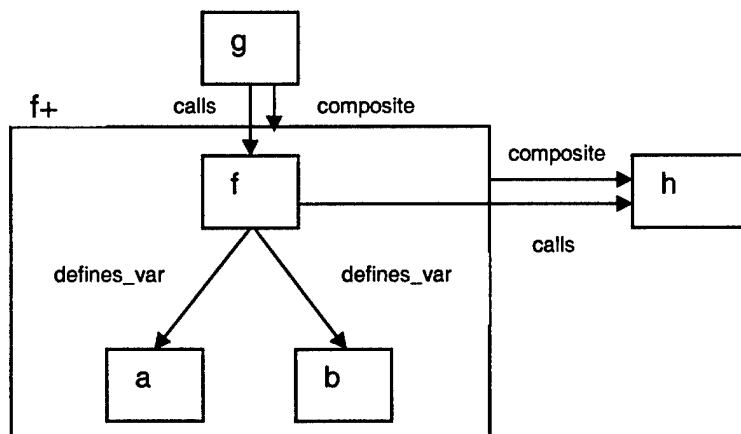 g
calls
composite
f+
f
composite
h
calls
defines_var
defines_var
a
b